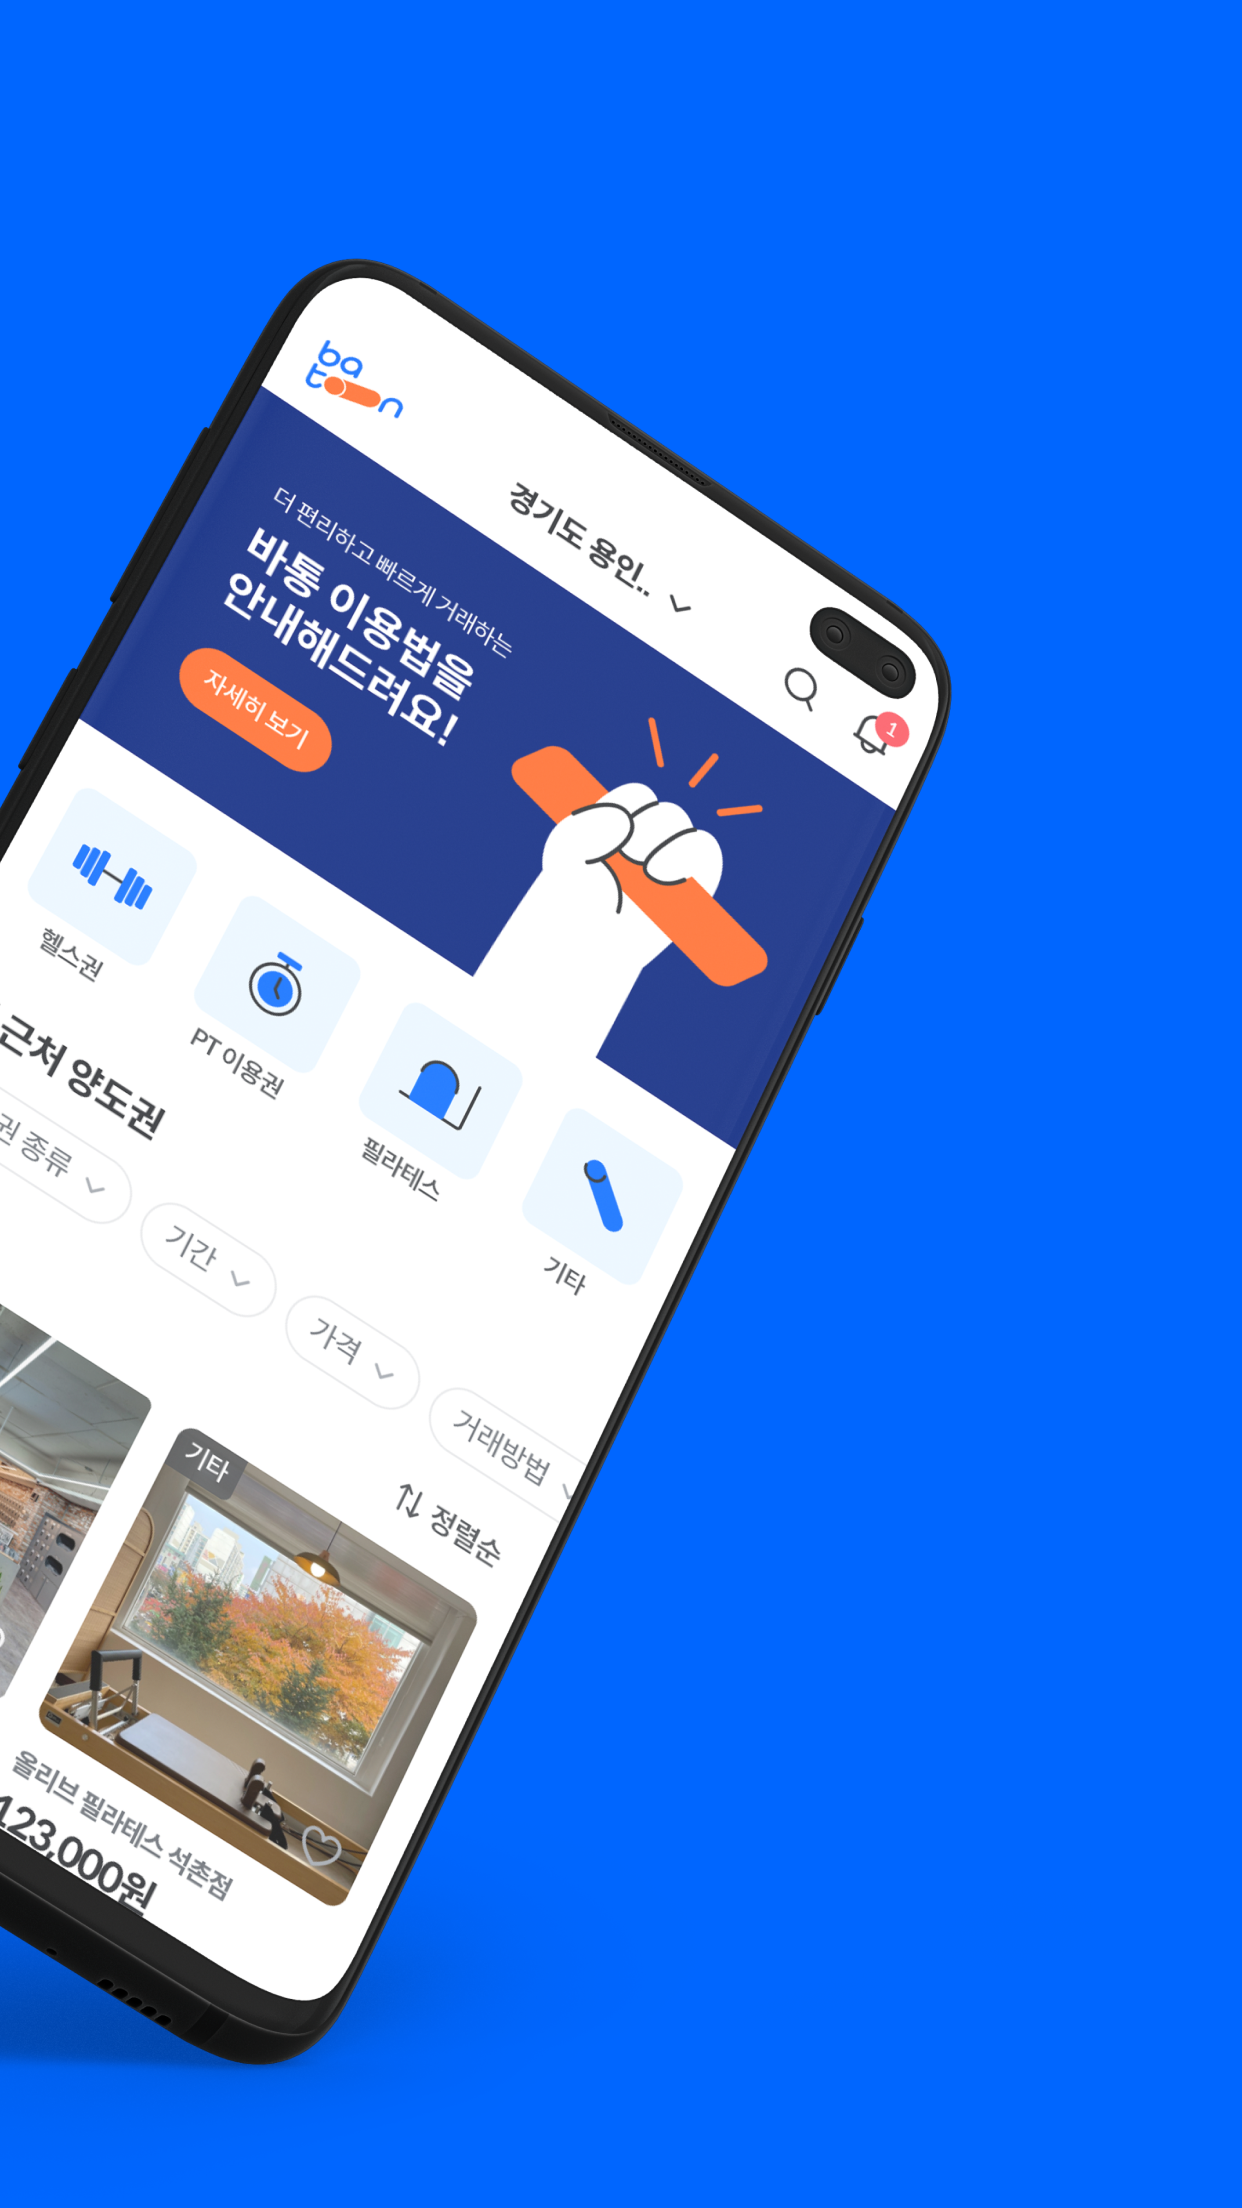 ba
toon
경기도 용인..
1
더 편리하고 빠르게 거래하는
바통 이용법을
안내해드려요!
자세히 보기
헬스권
PT 이용권
필라테스
기타
근처 양도권
권 종류
기간
가격
거래방법
정렬순
기타
올리브 필라테스 석촌점
123,000원